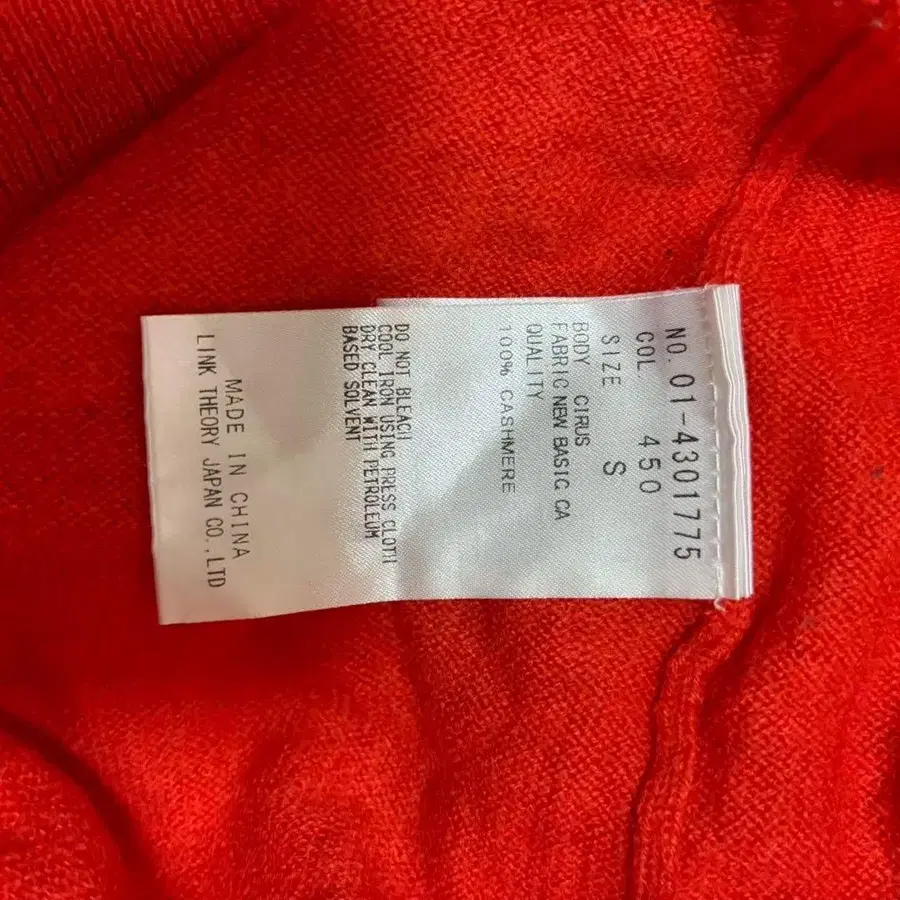 NO. 01-4301775
COL 450
SIZE S
BODY CIRUS
FABRIC NEW BASIC CA
QUALITY
100% CASHMERE
DO NOT BLEACH
COOL IRON USING PRESS CLOTH
DRY CLEAN WITH PETROLEUM
BASED SOLVENT
MADE IN CHINA
LINK THEORY JAPAN CO.,LTD